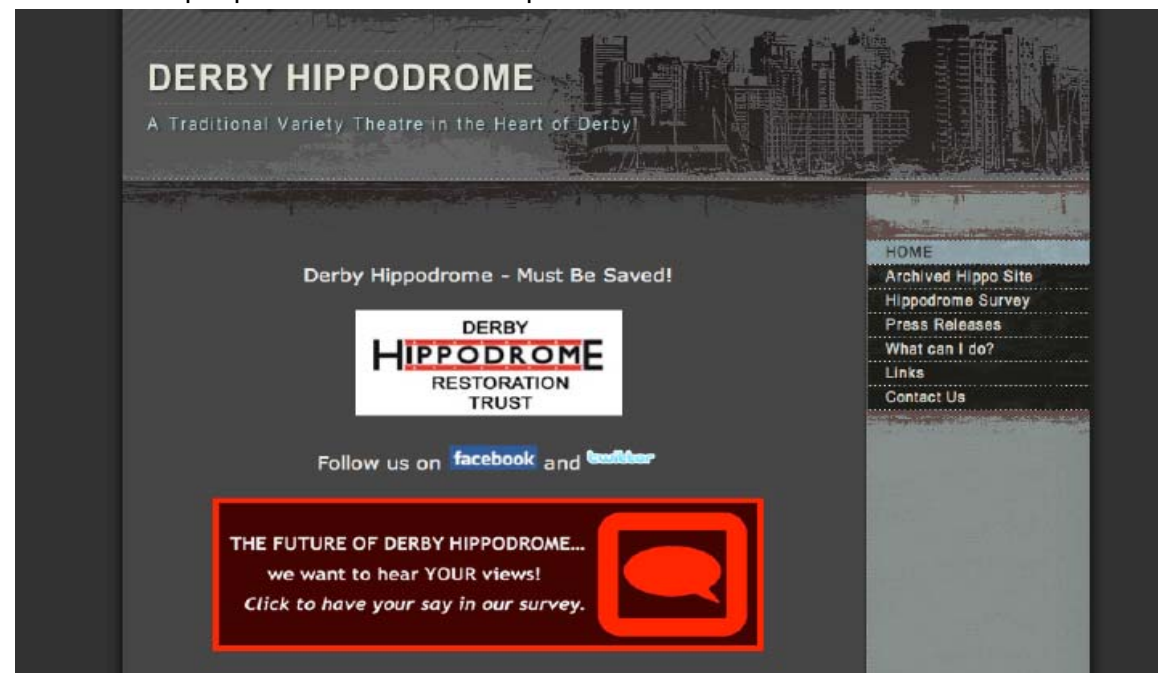 DERBY HIPPODROME
A Traditional Variety Theatre in the Heart of Derby!
Derby Hippodrome - Must Be Saved!
DERBY
HIPPODROME
RESTORATION
TRUST
Follow us on facebook and twitter
THE FUTURE OF DERBY HIPPODROME...
we want to hear YOUR views!
Click to have your say in our survey.
HOME
Archived Hippo Site
Hippodrome Survey
Press Releases
What can I do?
Links
Contact Us